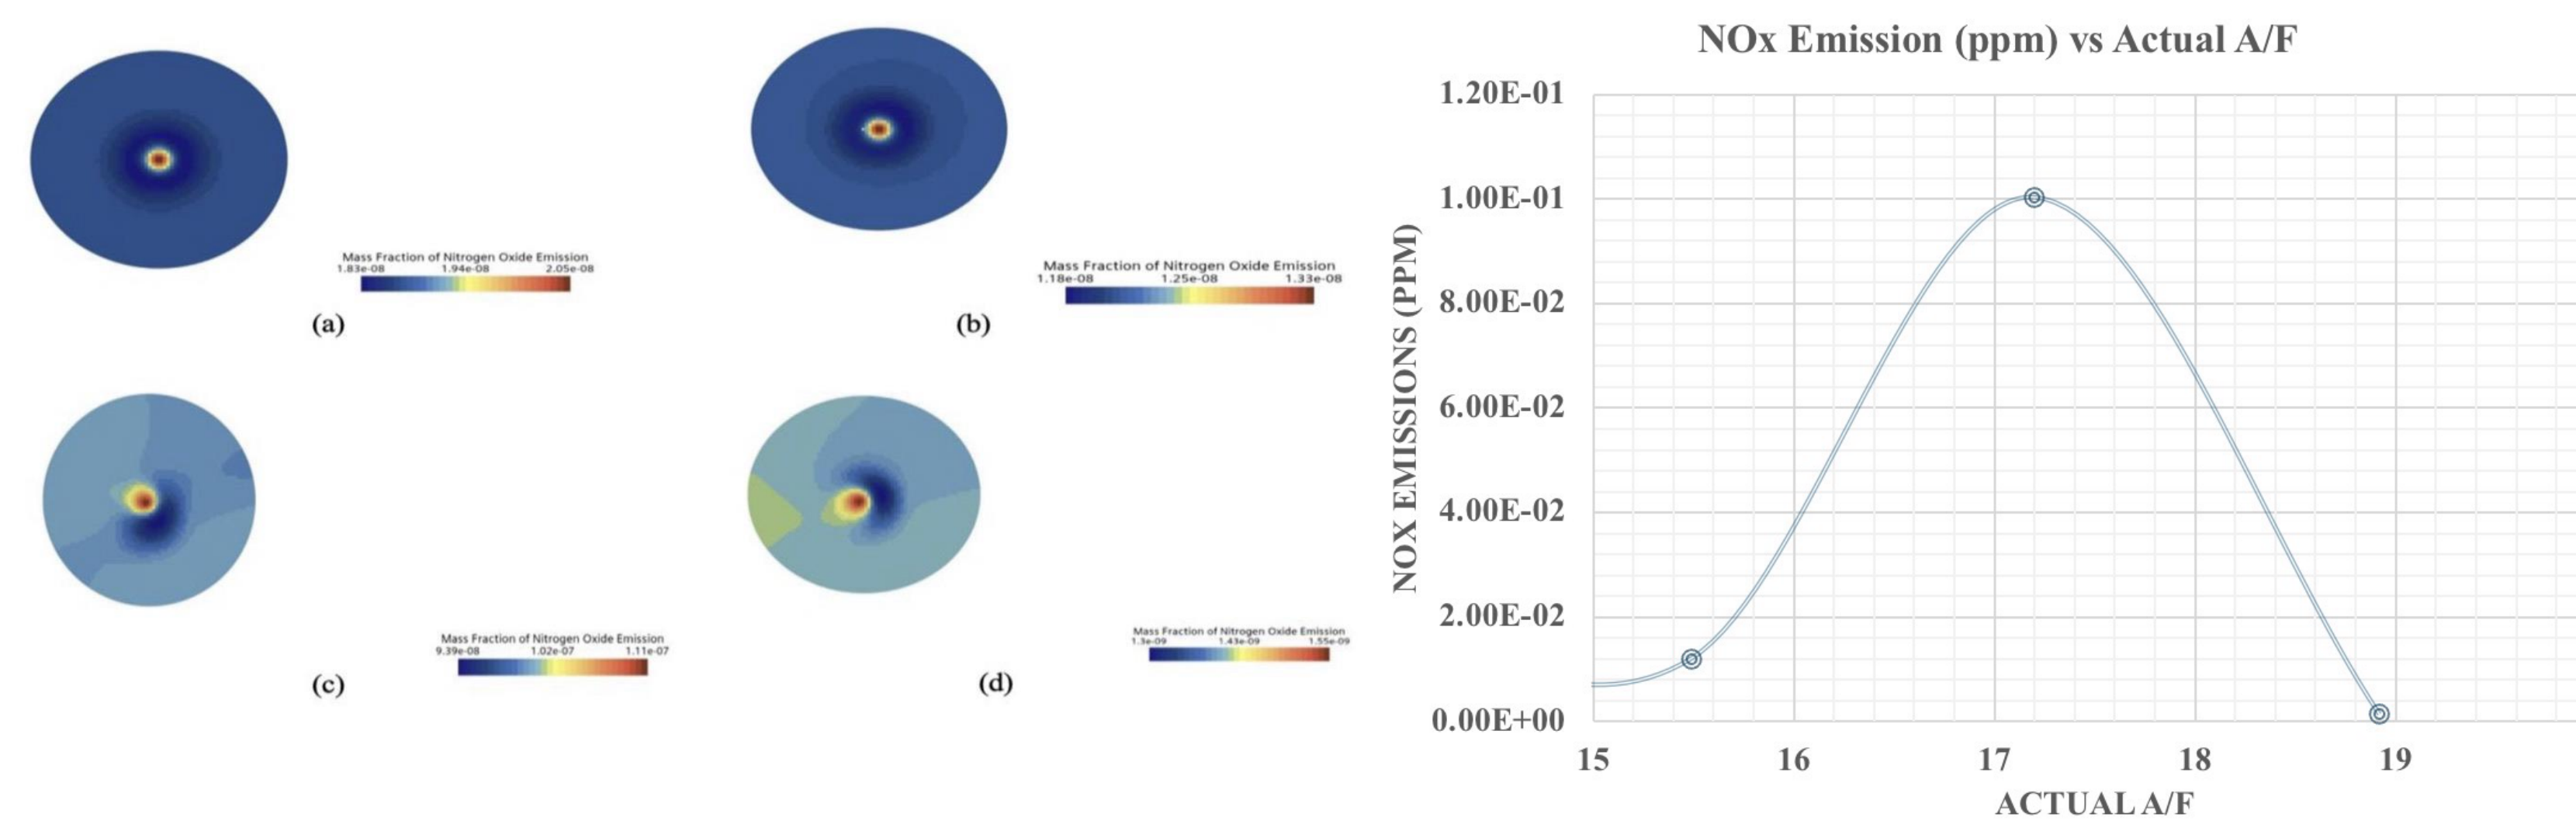 Mass Fraction of Nitrogen Oxide Emission
1.83e-08 1.94e-08 2.05e-08
(a)
Mass Fraction of Nitrogen Oxide Emission
1.18e-08 1.25e-08 1.33e-08
(b)
Mass Fraction of Nitrogen Oxide Emission
9.39e-08 1.02e-07 1.11e-07
(c)
Mass Fraction of Nitrogen Oxide Emission
1.3e-09 1.43e-09 1.55e-09
(d)
NOx Emission (ppm) vs Actual A/F
NOX EMISSIONS (PPM)
1.20E-01
1.00E-01
8.00E-02
6.00E-02
4.00E-02
2.00E-02
0.00E+00
15 16 17 18 19
ACTUAL A/F